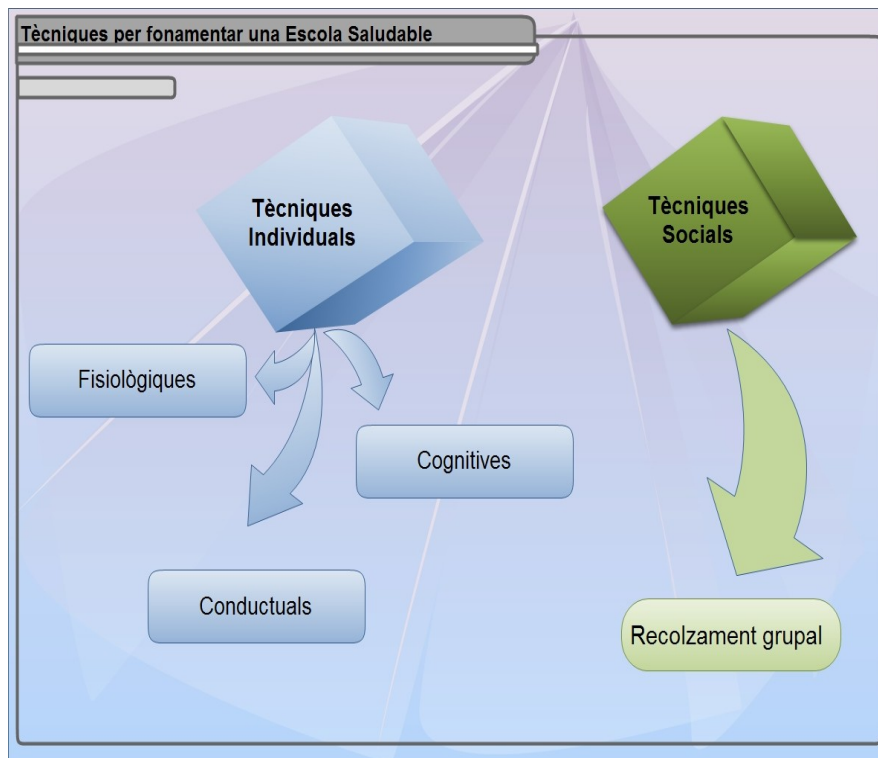 Tècniques per fonamentar una Escola Saludable
Tècniques
Individuals
Tècniques
Socials
Fisiològiques
Cognitives
Conductuals
Recolzament grupal